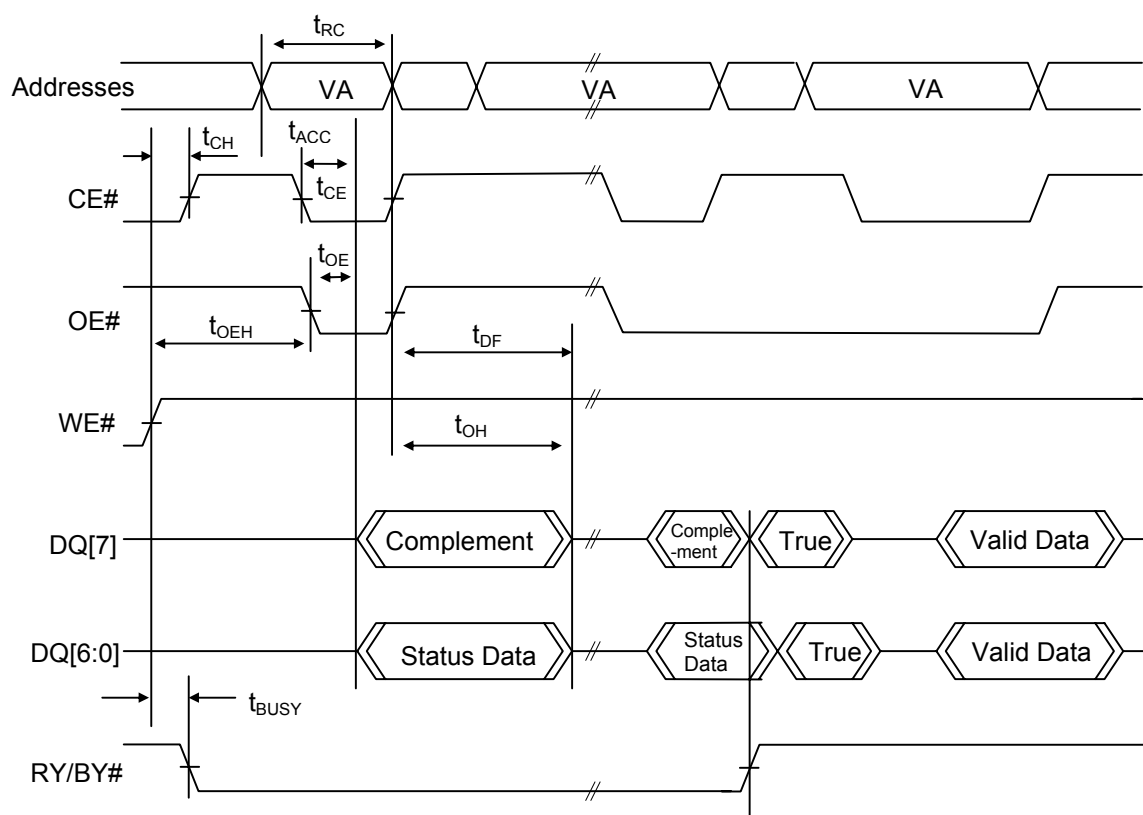 tRC
Addresses
VA
VA
VA
tCH
tACC
CE#
tCE
tOE
OE#
tOEH
tDF
WE#
tOH
DQ[7]
Complement
Comple
-ment
True
Valid Data
DQ[6:0]
Status Data
Status
Data
True
Valid Data
tBUSY
RY/BY#